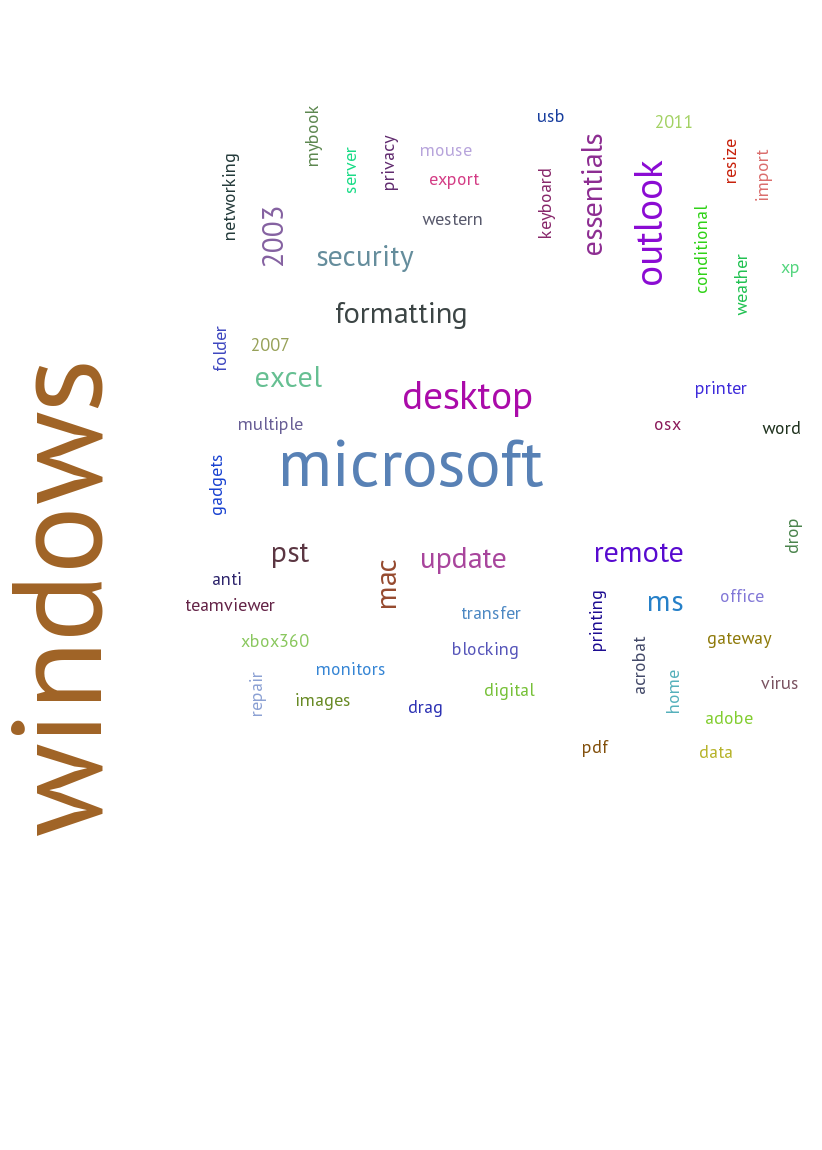 mybook
usb
2011
server
privacy
mouse
resize
import
networking
export
keyboard
essentials
outlook
2003
western
conditional
security
weather
xp
formatting
folder
2007
excel
desktop
printer
multiple
osx
word
windows
microsoft
gadgets
drop
pst
update
remote
anti
mac
teamviewer
transfer
printing
ms
office
xbox360
blocking
acrobat
gateway
repair
monitors
images
digital
drag
home
virus
adobe
pdf
data